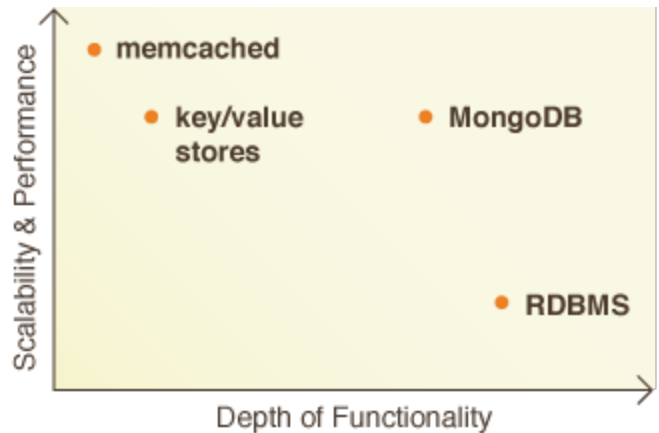 Scalability & Performance
memcached
key/value
stores
MongoDB
RDBMS
Depth of Functionality